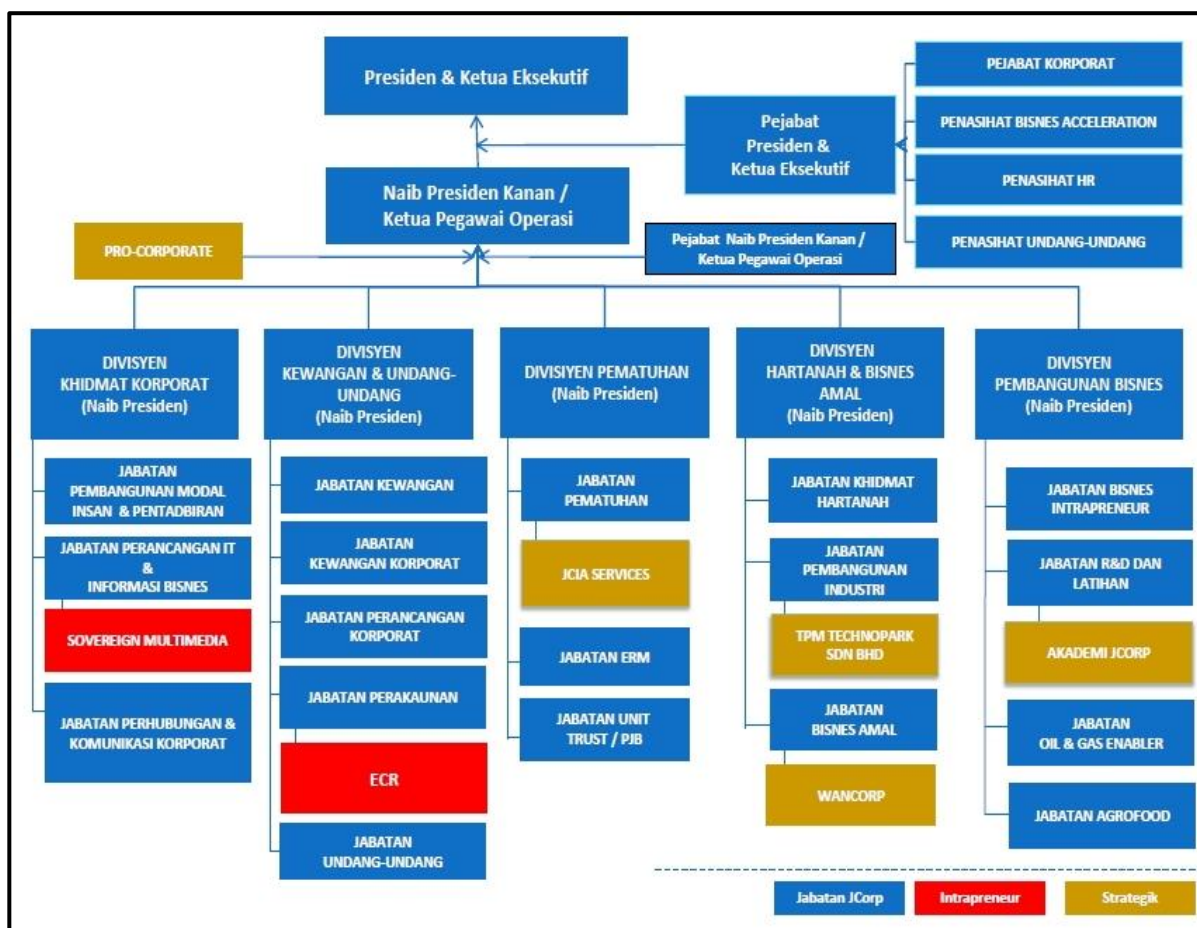 Presiden & Ketua Eksekutif
Pejabat
Presiden &
Ketua Eksekutif
PEJABAT KORPORAT
PENASIHAT BISNES ACCELERATION
PENASIHAT HR
PENASIHAT UNDANG-UNDANG
Naib Presiden Kanan /
Ketua Pegawai Operasi
PRO-CORPORATE
Pejabat Naib Presiden Kanan /
Ketua Pegawai Operasi
DIVISYEN
KHIDMAT KORPORAT
(Naib Presiden)
JABATAN
PEMBANGUNAN MODAL
INSAN & PENTADBIRAN
JABATAN PERANCANGAN IT
&
INFORMASI BISNES
SOVEREIGN MULTIMEDIA
JABATAN PERHUBUNGAN &
KOMUNIKASI KORPORAT
DIVISYEN
KEWANGAN & UNDANG-
UNDANG
(Naib Presiden)
JABATAN KEWANGAN
JABATAN
KEWANGAN KORPORAT
JABATAN PERANCANGAN
KORPORAT
JABATAN PERAKAUNAN
ECR
JABATAN
UNDANG-UNDANG
DIVISIYEN PEMATUHAN
(Naib Presiden)
JABATAN
PEMATUHAN
JCIA SERVICES
JABATAN ERM
JABATAN UNIT
TRUST / PJB
DIVISYEN
HARTANAH & BISNES
AMAL
(Naib Presiden)
JABATAN KHIDMAT
HARTANAH
JABATAN
PEMBANGUNAN
INDUSTRI
TPM TECHNOPARK
SDN BHD
JABATAN
BISNES AMAL
WANCORP
DIVISYEN
PEMBANGUNAN BISNES
(Naib Presiden)
JABATAN BISNES
INTRAPRENEUR
JABATAN R&D DAN
LATIHAN
AKADEMI JCORP
JABATAN
OIL & GAS ENABLER
JABATAN AGROFOOD
Jabatan JCorp
Intrapreneur
Strategik